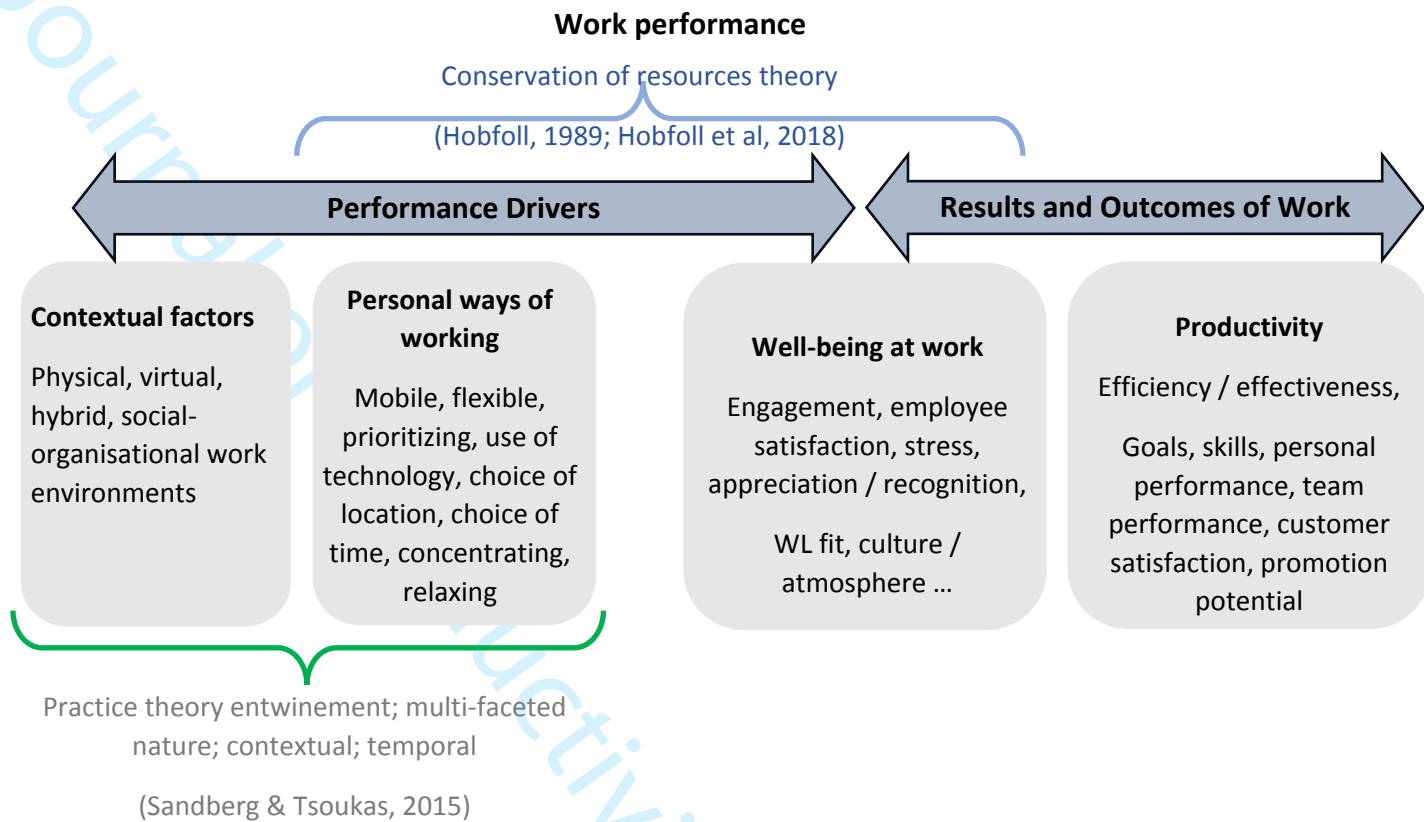 Work performance
Conservation of resources theory
(Hobfoll, 1989; Hobfoll et al, 2018)
Performance Drivers
Results and Outcomes of Work
Contextual factors
Physical, virtual,
hybrid, social-
organisational work
environments
Personal ways of
working
Mobile, flexible,
prioritizing, use of
technology, choice of
location, choice of
time, concentrating,
relaxing
Well-being at work
Engagement, employee
satisfaction, stress,
appreciation / recognition,
WL fit, culture /
atmosphere …
Productivity
Efficiency / effectiveness,
Goals, skills, personal
performance, team
performance, customer
satisfaction, promotion
potential
Practice theory entwinement; multi-faceted
nature; contextual; temporal
(Sandberg & Tsoukas, 2015)